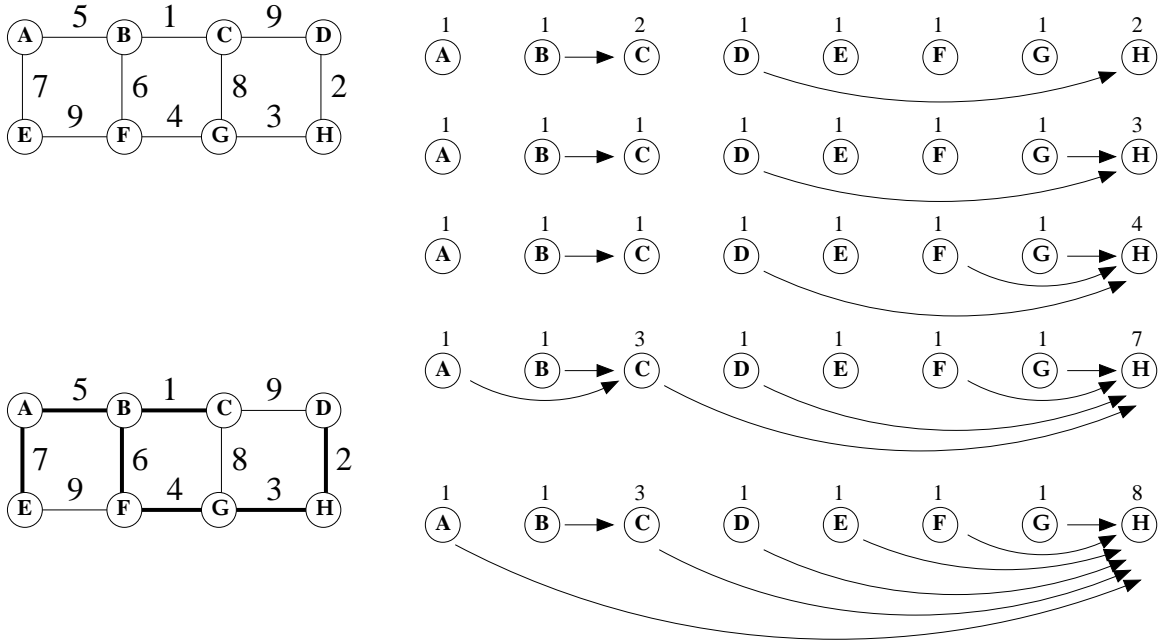 5 1 9
A B C D
7 6 8 2
9 4 3
E F G H
5 1 9
A B C D
7 6 8 2
9 4 3
E F G H
1 1 2 1 1 1 1 2
A B C D E F G H
1 1 1 1 1 1 1 3
A B C D E F G H
1 1 1 1 1 1 1 4
A B C D E F G H
1 1 3 1 1 1 1 7
A B C D E F G H
1 1 3 1 1 1 1 8
A B C D E F G H